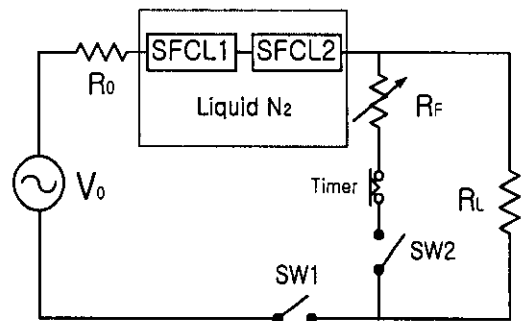 SFCL1
SFCL2
R₀
Liquid N₂
R_F
V₀
Timer
R_L
SW2
SW1